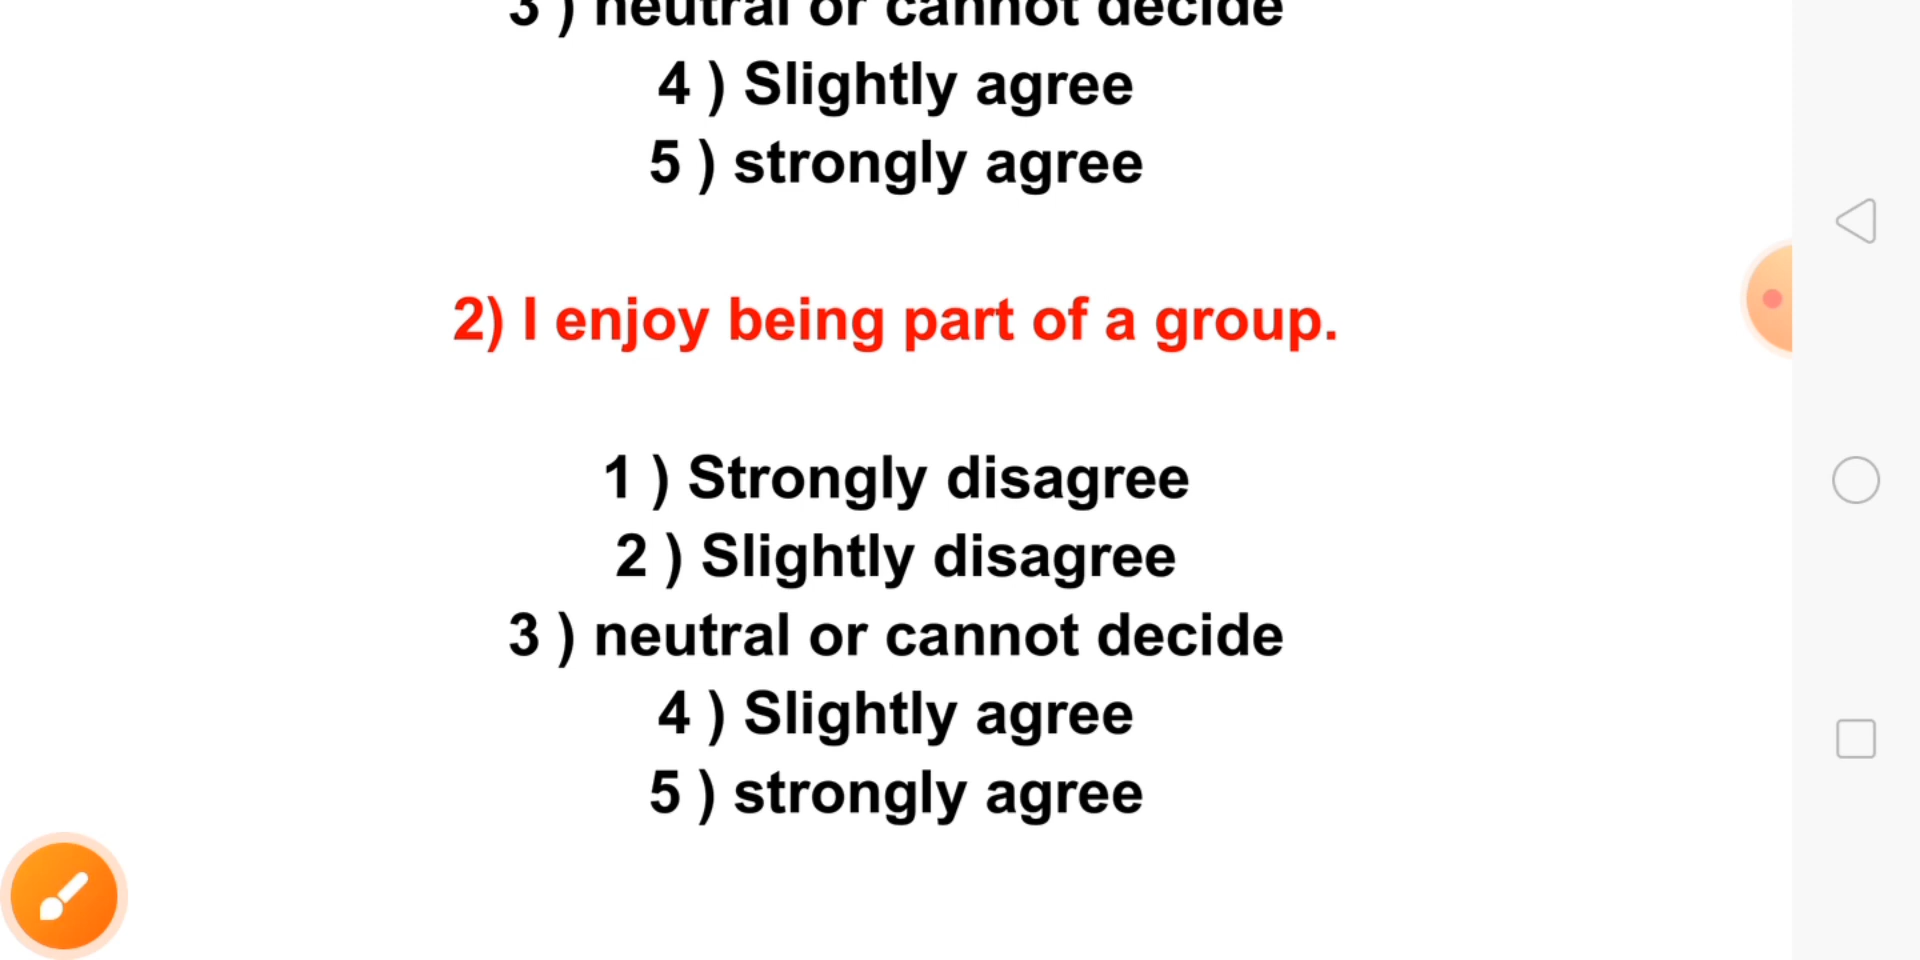 3 ) neutral or cannot decide
4 ) Slightly agree
5 ) strongly agree
2) I enjoy being part of a group.
1 ) Strongly disagree
2 ) Slightly disagree
3 ) neutral or cannot decide
4 ) Slightly agree
5 ) strongly agree